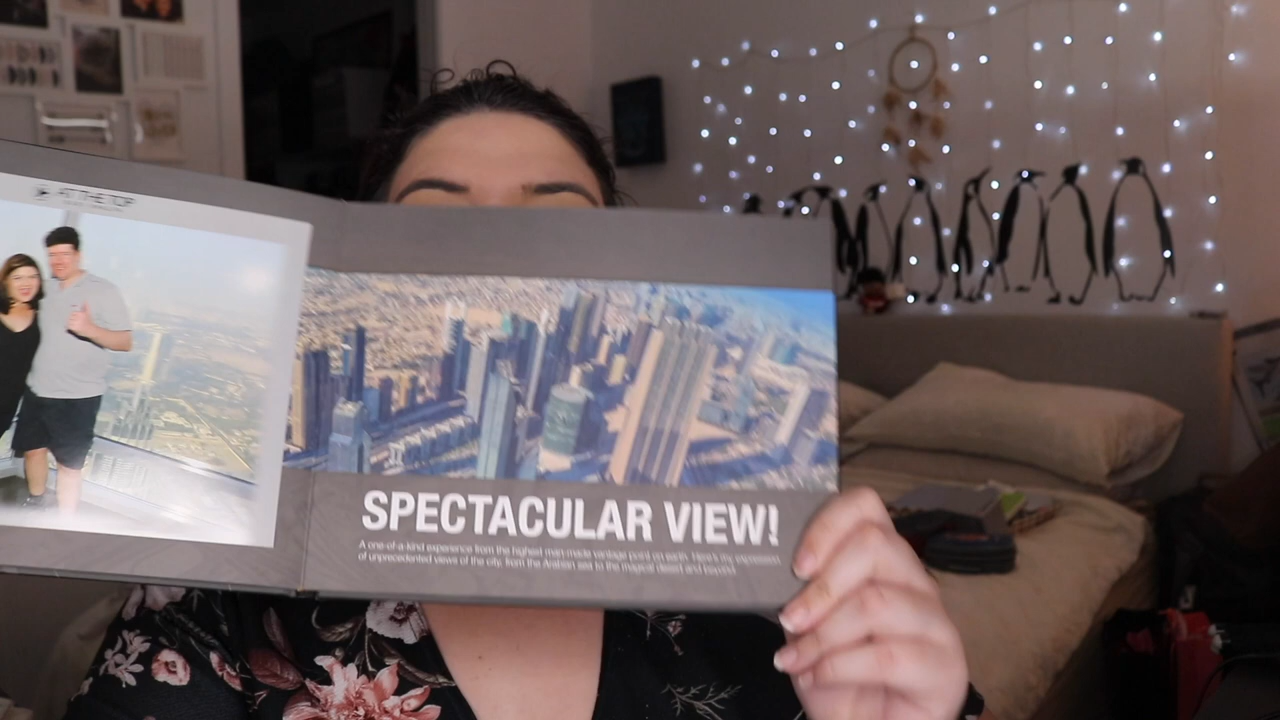 AT THE TOP
SPECTACULAR VIEW!
A one-of-a-kind experience from the highest man-made vantage point on earth. Here's my expression
of unprecedented views of the city, from the Arabian sea to the magical desert and beyond.